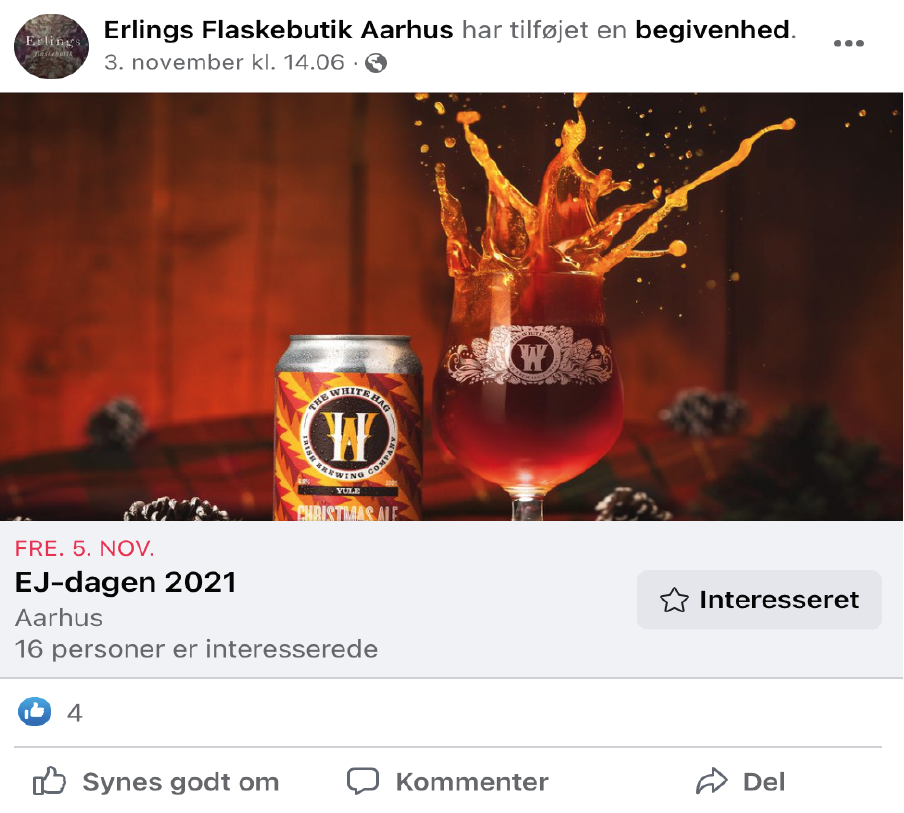 Erlings Flaskebutik Aarhus har tilføjet en begivenhed.
3. november kl. 14.06 ·
Erlings
Flaskebutik
THE WHITE HAG
W
IRISH BREWING COMPANY
YULE
CHRISTMAS ALE
W
FRE. 5. NOV.
EJ-dagen 2021
Aarhus
16 personer er interesserede
Interesseret
4
Synes godt om
Kommenter
Del